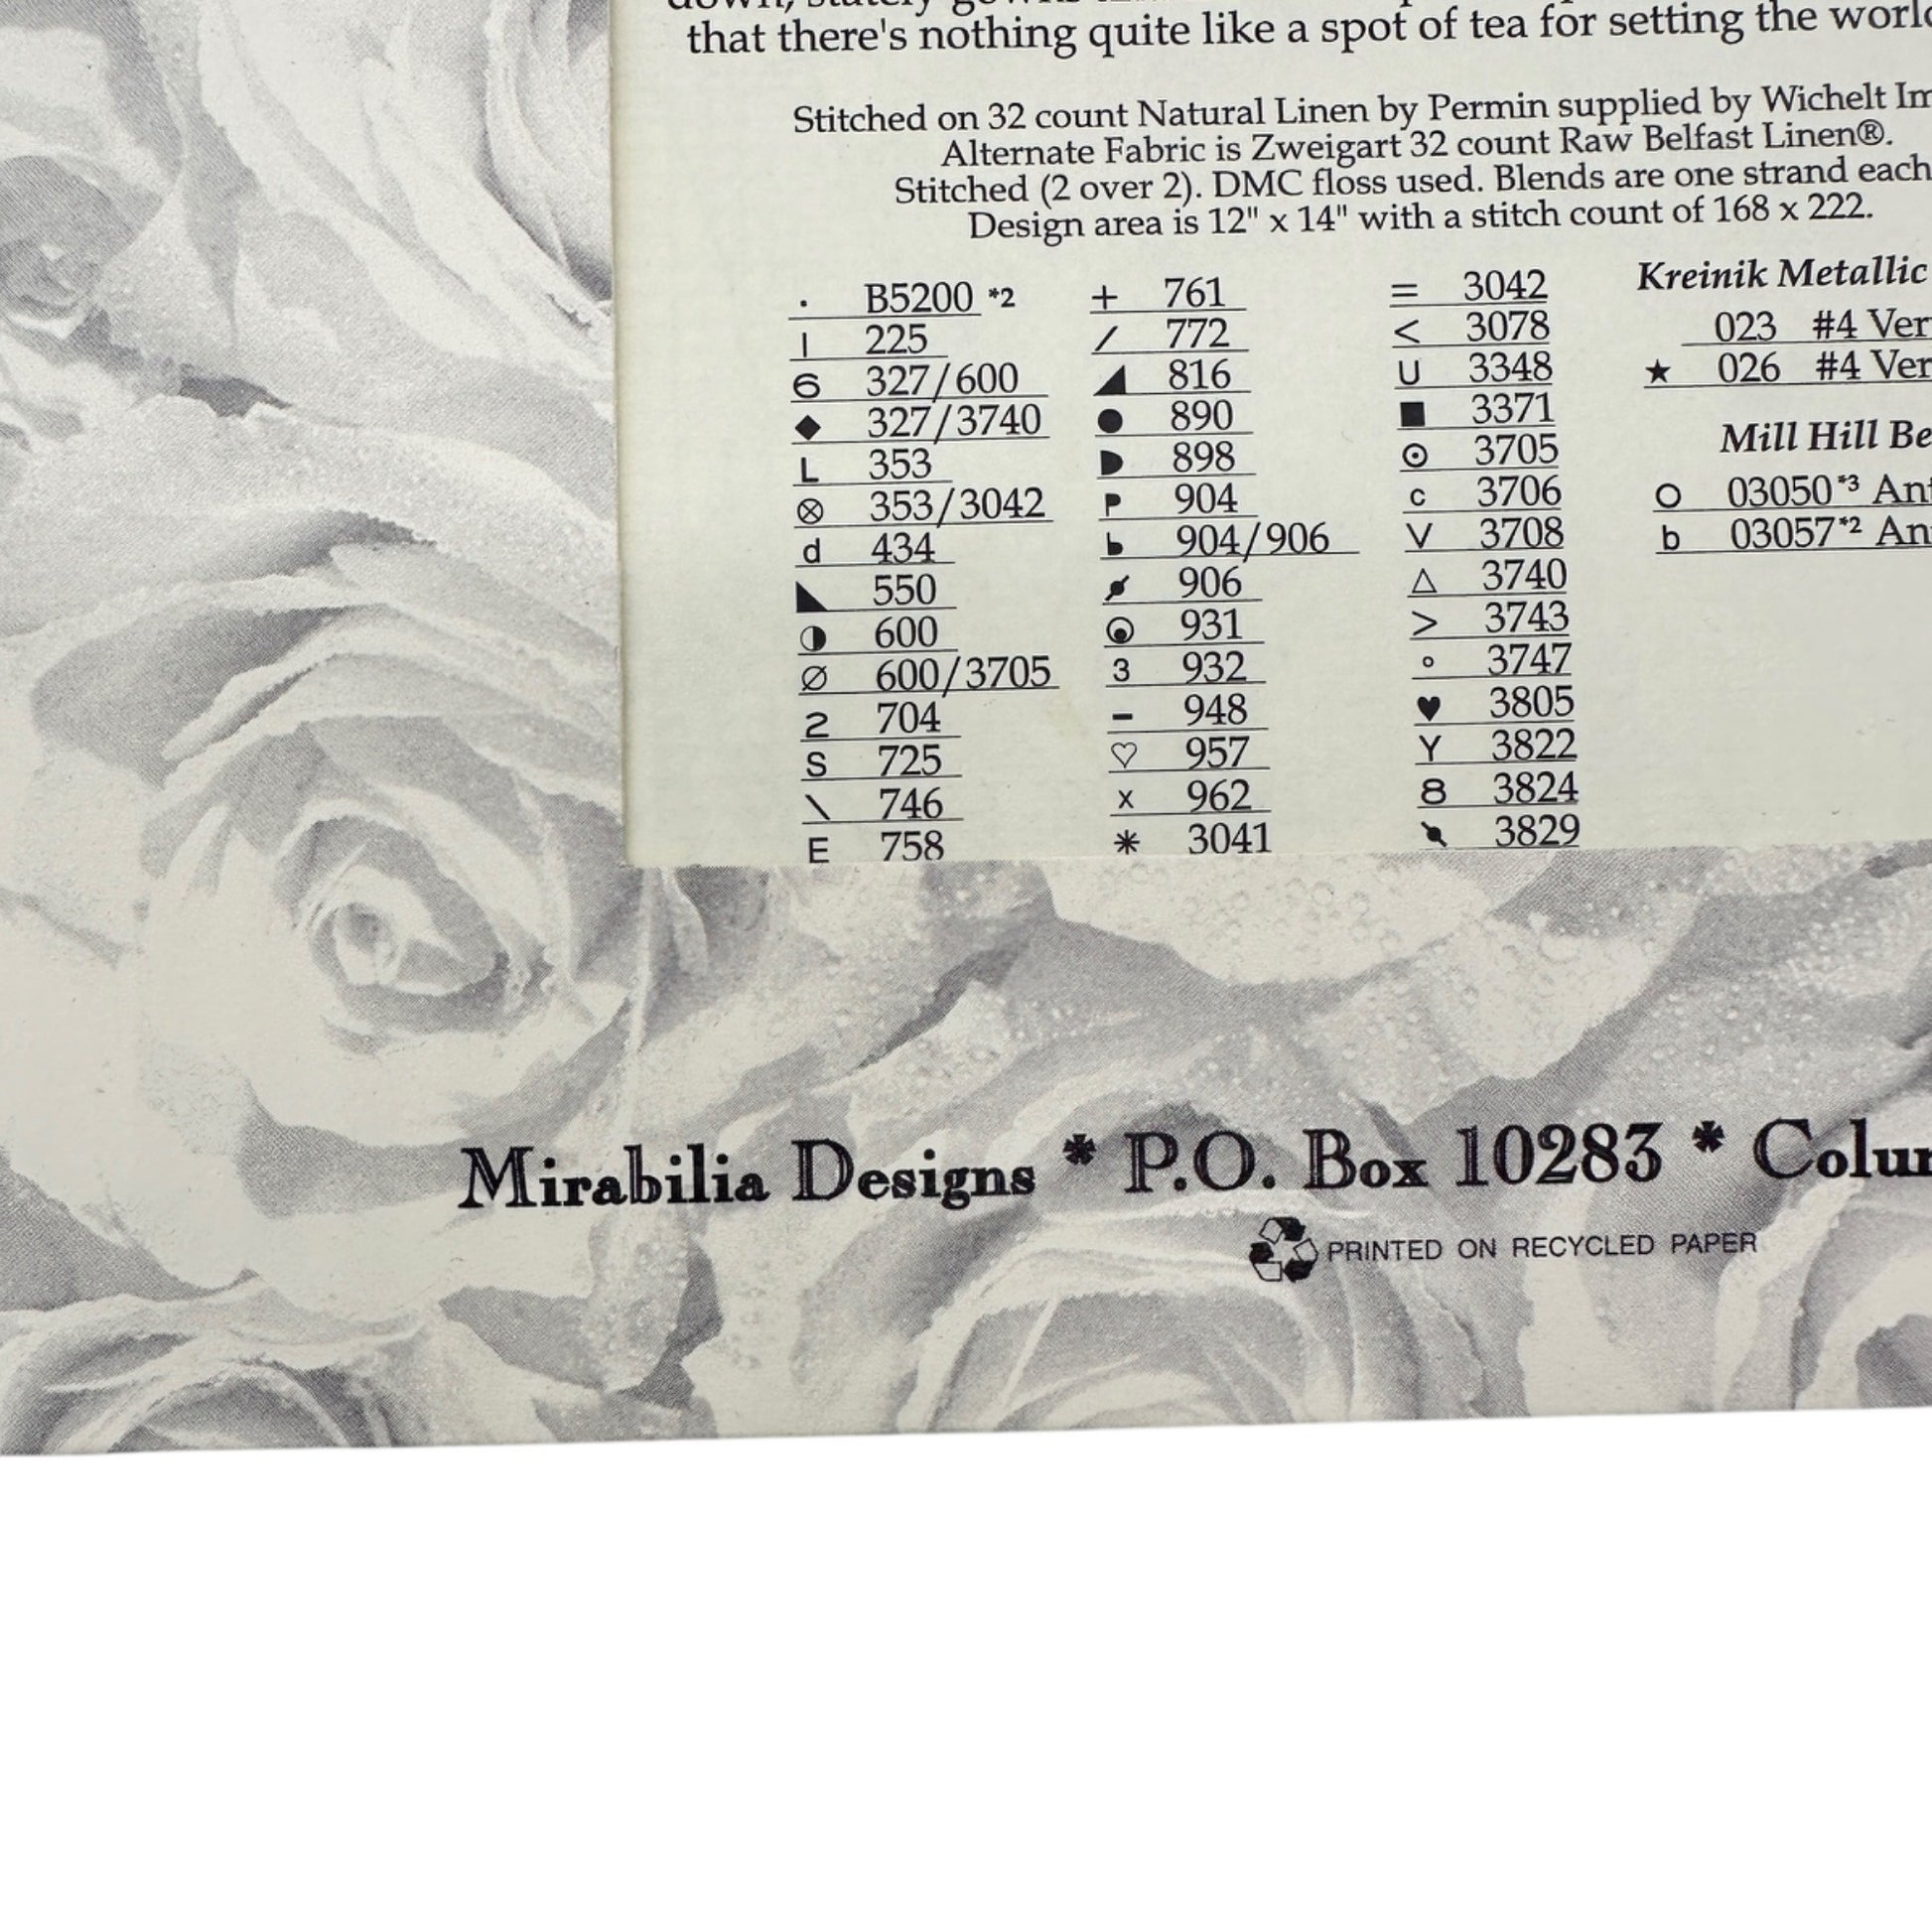 down, stately gowns
that there's nothing quite like a spot of tea for setting the world
Stitched on 32 count Natural Linen by Permin supplied by Wichelt Im
Alternate Fabric is Zweigart 32 count Raw Belfast Linen®.
Stitched (2 over 2). DMC floss used. Blends are one strand each
Design area is 12" x 14" with a stitch count of 168 x 222.
· B5200 *2
I 225
6 327/600
◆ 327/3740
L 353
⊗ 353/3042
d 434
◣ 550
◑ 600
∅ 600/3705
2 704
S 725
\ 746
E 758
+ 761
/ 772
◢ 816
● 890
◗ 898
P 904
b 904/906
906
931
3 932
– 948
♡ 957
x 962
* 3041
= 3042
< 3078
U 3348
■ 3371
⊙ 3705
c 3706
V 3708
△ 3740
> 3743
° 3747
♥ 3805
Y 3822
8 3824
3829
Kreinik Metallic
023 #4 Ver
★ 026 #4 Ver
Mill Hill Be
O 03050*3 Ant
b 03057*2 An
Mirabilia Designs * P.O. Box 10283 * Colu
PRINTED ON RECYCLED PAPER